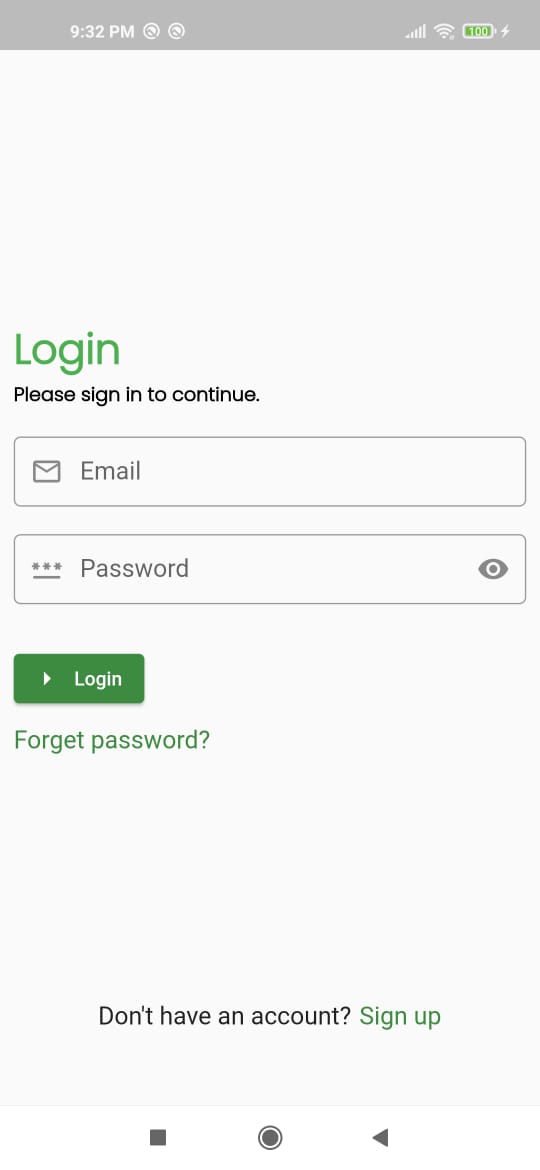 9:32 PM 100
Login
Please sign in to continue.
Email
*** Password
Login
Forget password?
Don't have an account? Sign up